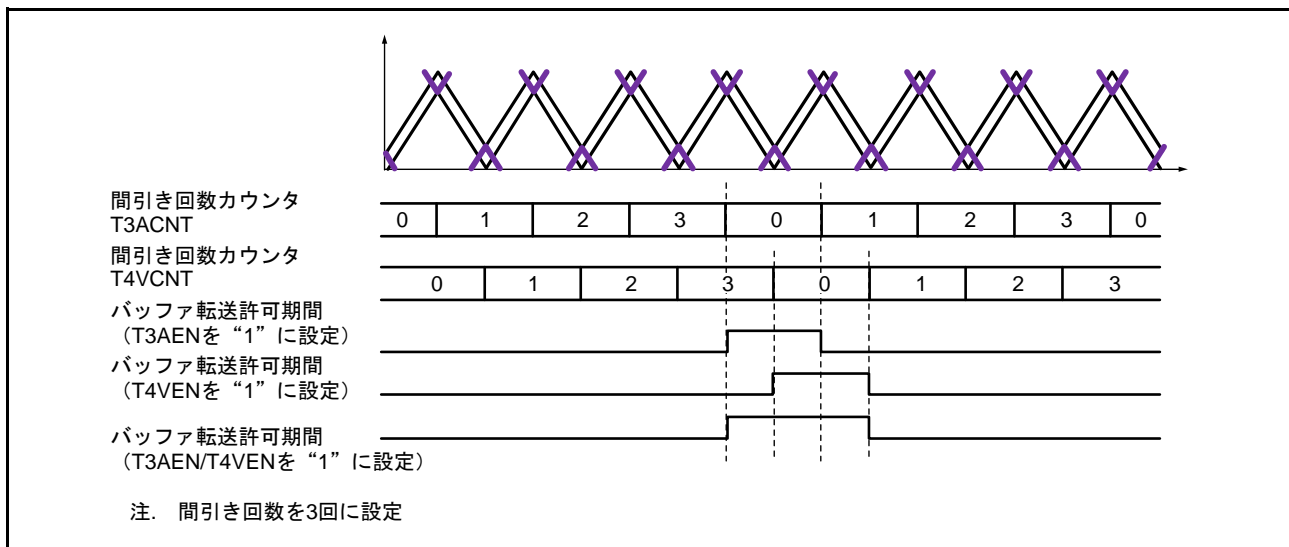 間引き回数カウンタ
T3ACNT
0 1 2 3 0 1 2 3 0
間引き回数カウンタ
T4VCNT
0 1 2 3 0 1 2 3
バッファ転送許可期間
（T3AENを“1”に設定）
バッファ転送許可期間
（T4VENを“1”に設定）
バッファ転送許可期間
（T3AEN/T4VENを“1”に設定）
注. 間引き回数を3回に設定